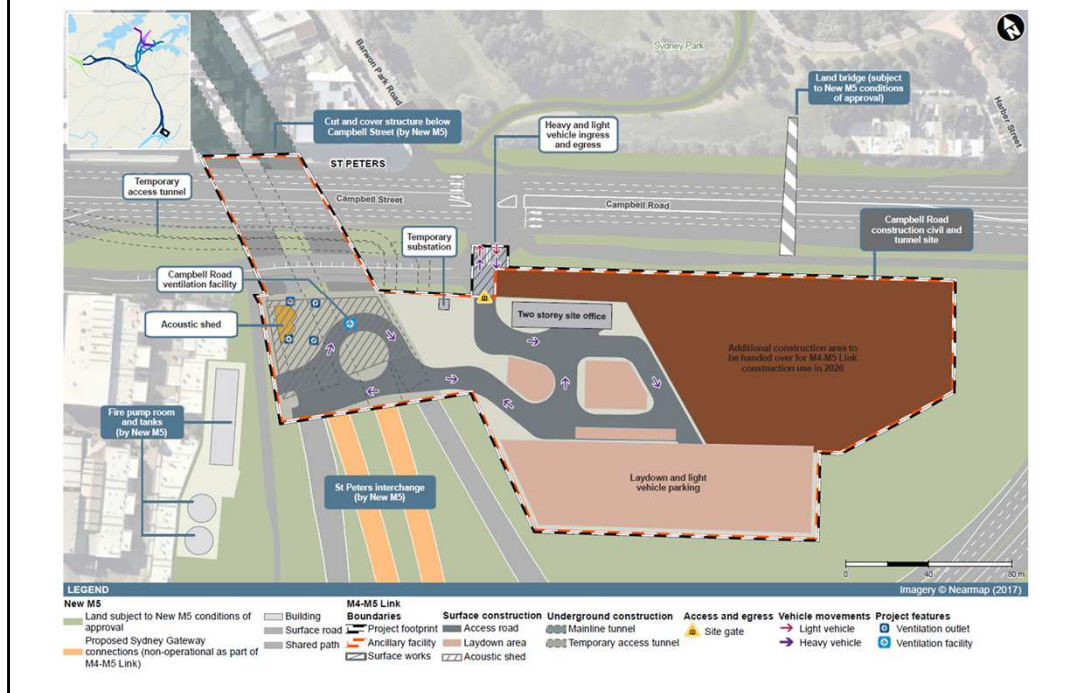 Sydney Park
Barwon Park Road
Land bridge (subject
to New M5 conditions
of approval)
Harber Street
Cut and cover structure below
Campbell Street (by New M5)
Heavy and light
vehicle ingress
and egress
ST PETERS
Temporary
access tunnel
Campbell Street
Campbell Road
Temporary
substation
Campbell Road
construction civil and
tunnel site
Campbell Road
ventilation facility
Acoustic shed
Two storey site office
Additional construction area to
be handed over for M4-M5 Link
construction use in 2020
Fire pump room
and tanks
(by New M5)
St Peters interchange
(by New M5)
Laydown and light
vehicle parking
N
0 40 80 m
LEGEND
Imagery © Nearmap (2017)
New M5
Land subject to New M5 conditions of
approval
Proposed Sydney Gateway
connections (non-operational as part of
M4-M5 Link)
Building
Surface road
Shared path
M4-M5 Link
Boundaries
Project footprint
Ancillary facility
Surface works
Surface construction
Access road
Laydown area
Acoustic shed
Underground construction
Mainline tunnel
Temporary access tunnel
Access and egress
Site gate
Vehicle movements
Light vehicle
Heavy vehicle
Project features
Ventilation outlet
Ventilation facility